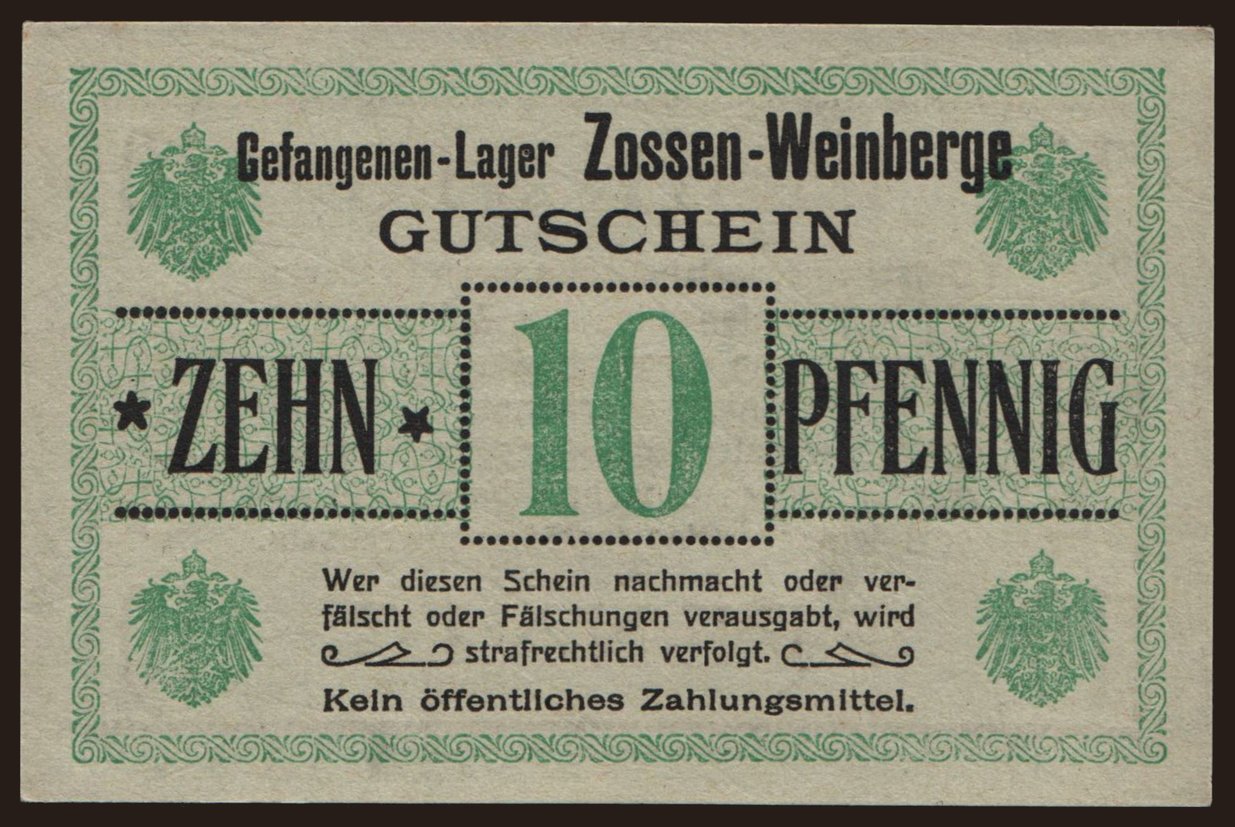 Gefangenen-Lager Zossen-Weinberge
GUTSCHEIN
ZEHN 10 PFENNIG
Wer diesen Schein nachmacht oder ver-
fälscht oder Fälschungen verausgabt, wird
strafrechtlich verfolgt.
Kein öffentliches Zahlungsmittel.